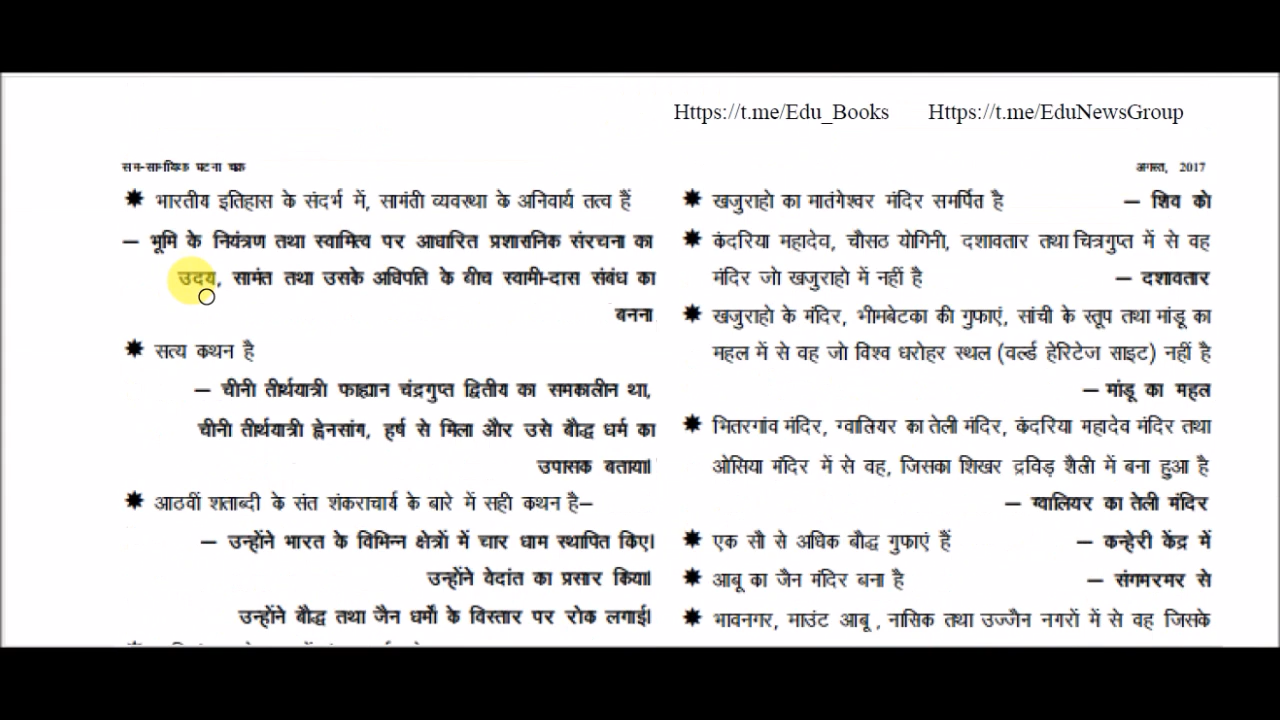 Https://t.me/Edu_Books Https://t.me/EduNewsGroup
सम-सामयिक घटना चक्र
अगस्त, 2017
✷ भारतीय इतिहास के संदर्भ में, सामंती व्यवस्था के अनिवार्य तत्व हैं
– भूमि के नियंत्रण तथा स्वामित्व पर आधारित प्रशासनिक संरचना का
उदय, सामंत तथा उसके अधिपति के बीच स्वामी-दास संबंध का
बनना
✷ सत्य कथन है
– चीनी तीर्थयात्री फाह्यान चंद्रगुप्त द्वितीय का समकालीन था,
चीनी तीर्थयात्री ह्वेनसांग, हर्ष से मिला और उसे बौद्ध धर्म का
उपासक बताया।
✷ आठवीं शताब्दी के संत शंकराचार्य के बारे में सही कथन है–
– उन्होंने भारत के विभिन्न क्षेत्रों में चार धाम स्थापित किए।
उन्होंने वेदांत का प्रसार किया।
उन्होंने बौद्ध तथा जैन धर्मों के विस्तार पर रोक लगाई।
✷ खजुराहो का मातंगेश्वर मंदिर समर्पित है – शिव को
✷ कंदरिया महादेव, चौसठ योगिनी, दशावतार तथा चित्रगुप्त में से वह
मंदिर जो खजुराहो में नहीं है – दशावतार
✷ खजुराहो के मंदिर, भीमबेटका की गुफाएं, सांची के स्तूप तथा मांडू का
महल में से वह जो विश्व धरोहर स्थल (वर्ल्ड हेरिटेज साइट) नहीं है
– मांडू का महल
✷ भितरगांव मंदिर, ग्वालियर का तेली मंदिर, कंदरिया महादेव मंदिर तथा
ओसिया मंदिर में से वह, जिसका शिखर द्रविड़ शैली में बना हुआ है
– ग्वालियर का तेली मंदिर
✷ एक सौ से अधिक बौद्ध गुफाएं हैं – कन्हेरी केंद्र में
✷ आबू का जैन मंदिर बना है – संगमरमर से
✷ भावनगर, माउंट आबू , नासिक तथा उज्जैन नगरों में से वह जिसके